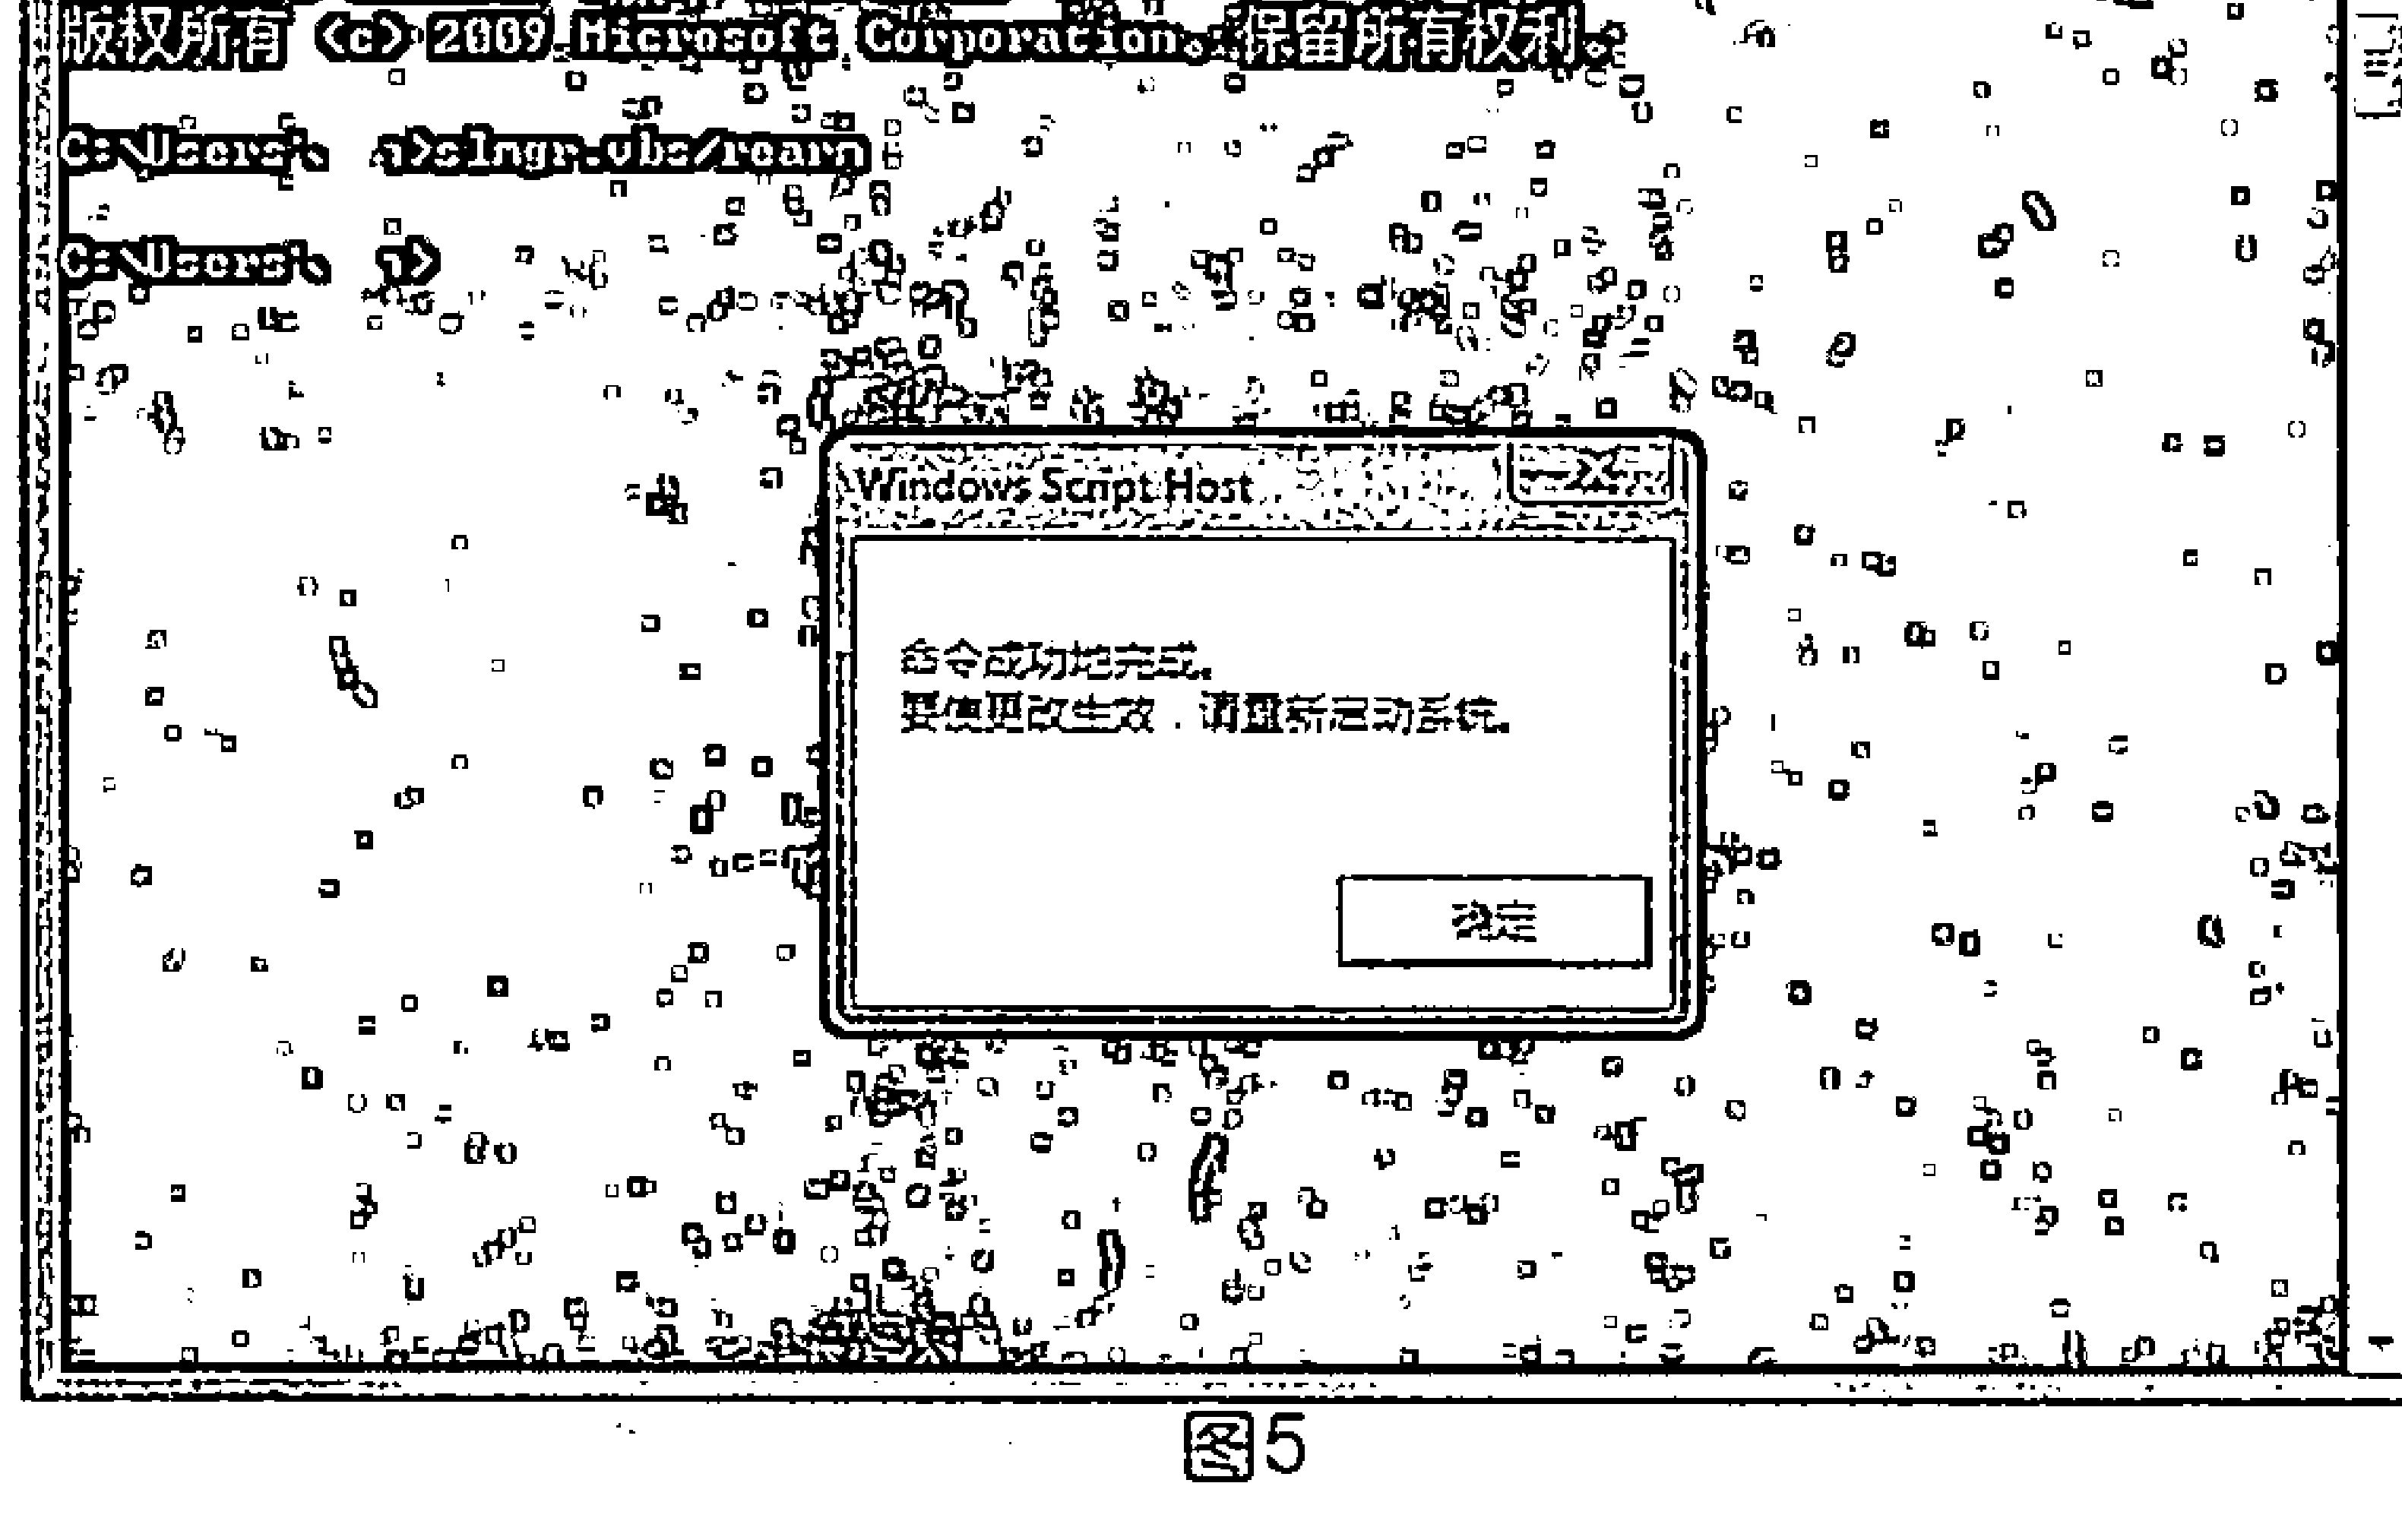 版权所有 <c> 2009 Microsoft Corporation。保留所有权利。
C:\Users\ n>slmgr.vbs/rearm
C:\Users\ n>
Windows Script Host
命令成功地完成。
要使更改生效，请重新启动系统。
确定
图5